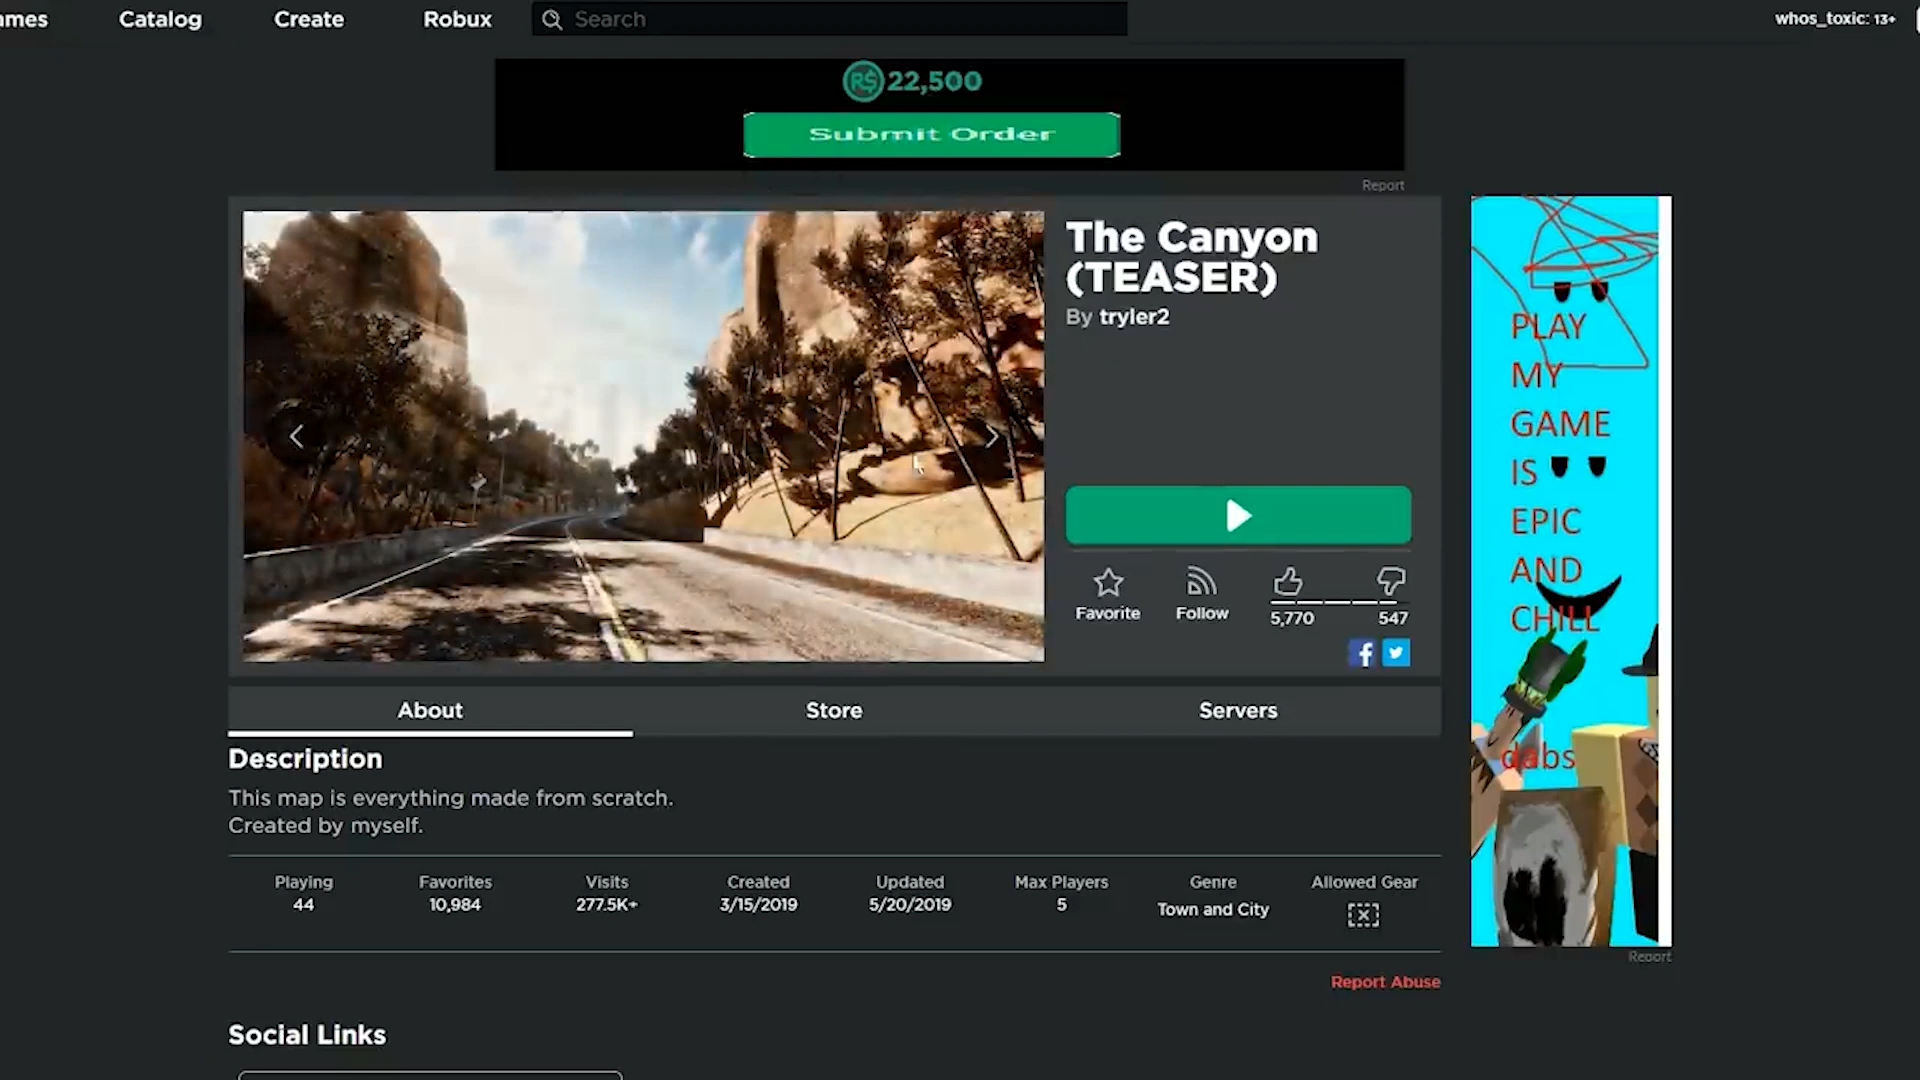 Catalog
Create
Robux
Search
whos_toxic: 13+
R$ 22,500
Submit Order
Report
The Canyon
(TEASER)
By tryler2
Favorite
Follow
5,770
547
PLAY
MY
GAME
IS
EPIC
AND
CHILL
dabs
Report
About
Store
Servers
Description
This map is everything made from scratch.
Created by myself.
Playing
44
Favorites
10,984
Visits
277.5K+
Created
3/15/2019
Updated
5/20/2019
Max Players
5
Genre
Town and City
Allowed Gear
Report Abuse
Social Links